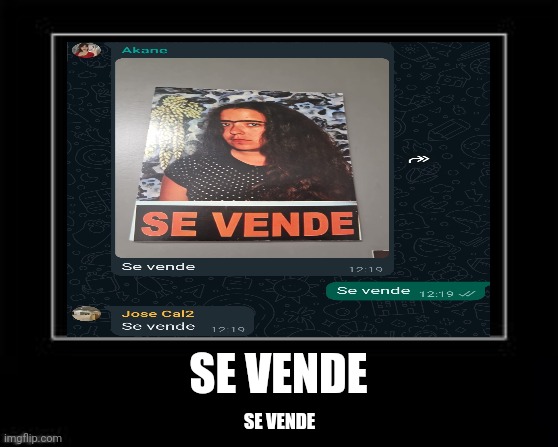 Akane
SE VENDE
Se vende
12:19
Se vende 12:19
Jose Cal2
Se vende 12:19
SE VENDE
SE VENDE
imgflip.com